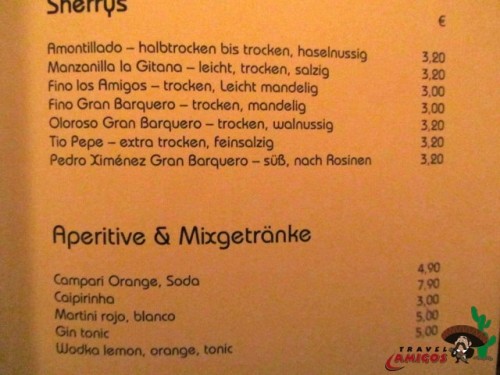 Sherrys
€
Amontillado – halbtrocken bis trocken, haselnussig 3,20
Manzanilla la Gitana – leicht, trocken, salzig 3,20
Fino los Amigos – trocken, Leicht mandelig 3,00
Fino Gran Barquero – trocken, mandelig 3,00
Oloroso Gran Barquero – trocken, walnussig 3,20
Tio Pepe – extra trocken, feinsalzig 3,20
Pedro Ximénez Gran Barquero – süß, nach Rosinen 3,20
Aperitive & Mixgetränke
Campari Orange, Soda 4,90
Caipirinha 7,90
Martini rojo, blanco 3,00
Gin tonic 5,00
Wodka lemon, orange, tonic 5,00
TRAVEL
AMIGOS